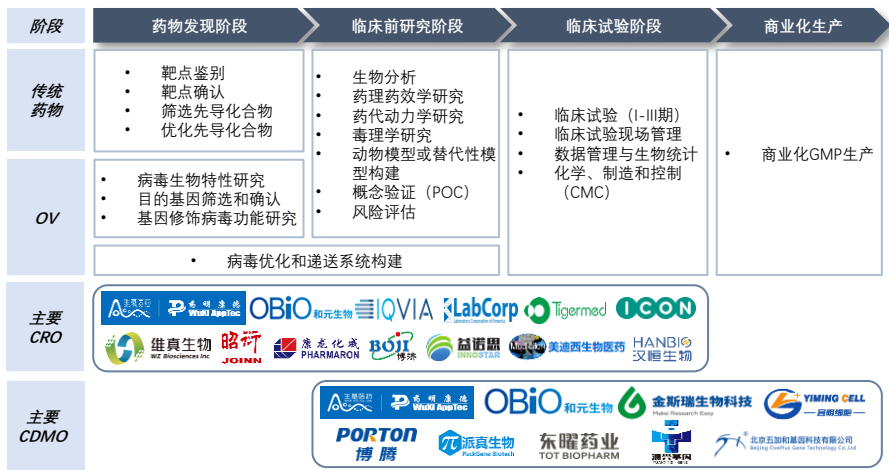 阶段
药物发现阶段
临床前研究阶段
临床试验阶段
商业化生产
传统
药物
• 靶点鉴别
• 靶点确认
• 筛选先导化合物
• 优化先导化合物
• 生物分析
• 药理药效学研究
• 药代动力学研究
• 毒理学研究
• 动物模型或替代性模
型构建
• 概念验证（POC）
• 风险评估
• 临床试验（I-III期）
• 临床试验现场管理
• 数据管理与生物统计
• 化学、制造和控制
（CMC）
• 商业化GMP生产
OV
• 病毒生物特性研究
• 目的基因筛选和确认
• 基因修饰病毒功能研究
• 病毒优化和递送系统构建
主要
CRO
药明康德
WuXi AppTec
OBiO 和元生物
IQVIA
LabCorp
Laboratory Corporation of America
Tigermed
ICON
维真生物
WZ Biosciences Inc
昭衍
JOINN
康龙化成
PHARMARON
BOJI
博济
益诺思
INNOSTAR
美迪西生物医药
HANBIO
汉恒生物
主要
CDMO
药明康德
WuXi AppTec
OBiO 和元生物
金斯瑞生物科技
Make Research Easy
YIMING CELL
PORTON
博腾
派真生物
PackGene Biotech
东曜药业
TOT BIOPHARM
北京五加和基因科技有限公司
Beijing FivePlus Gene Technology Co.,Ltd